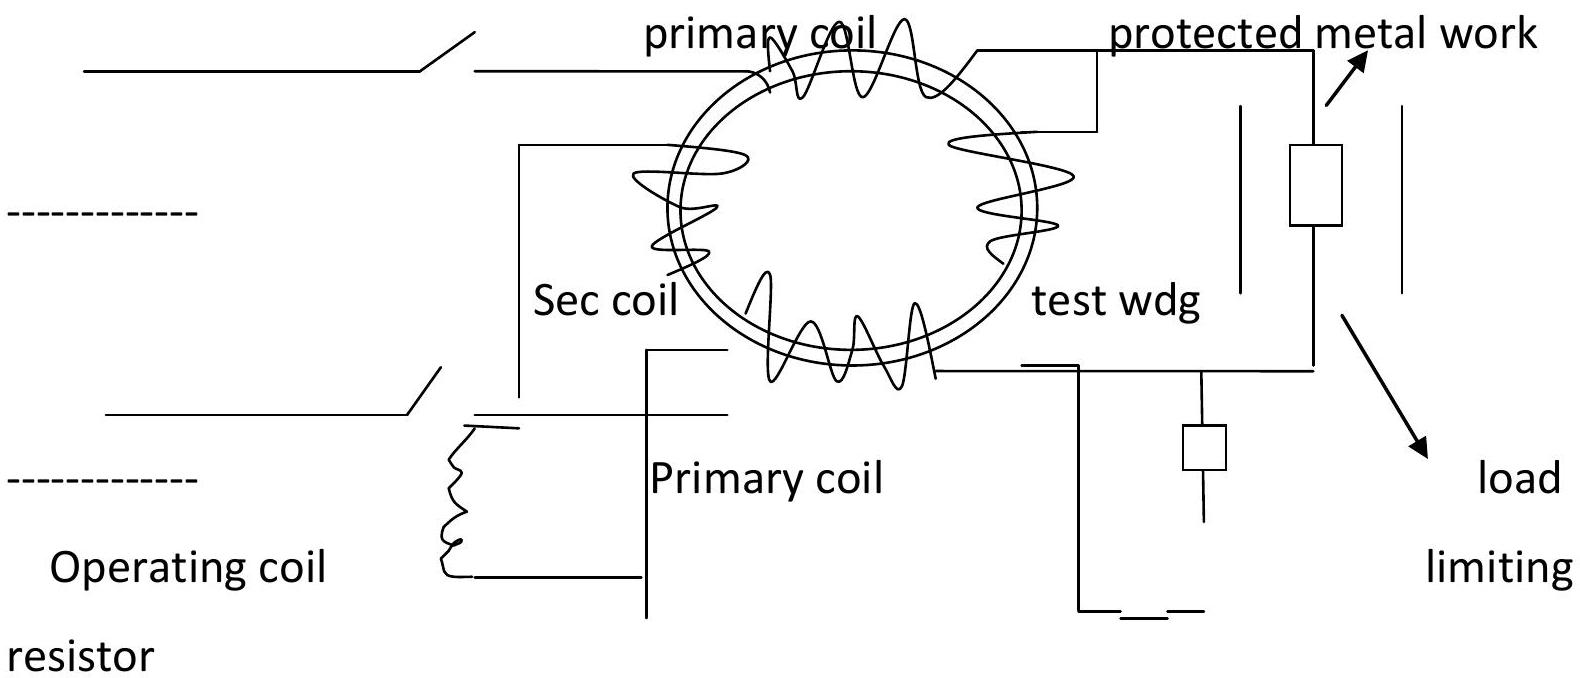 primary coil protected metal work
-------------
Sec coil test wdg
------------- Primary coil load
Operating coil limiting
resistor